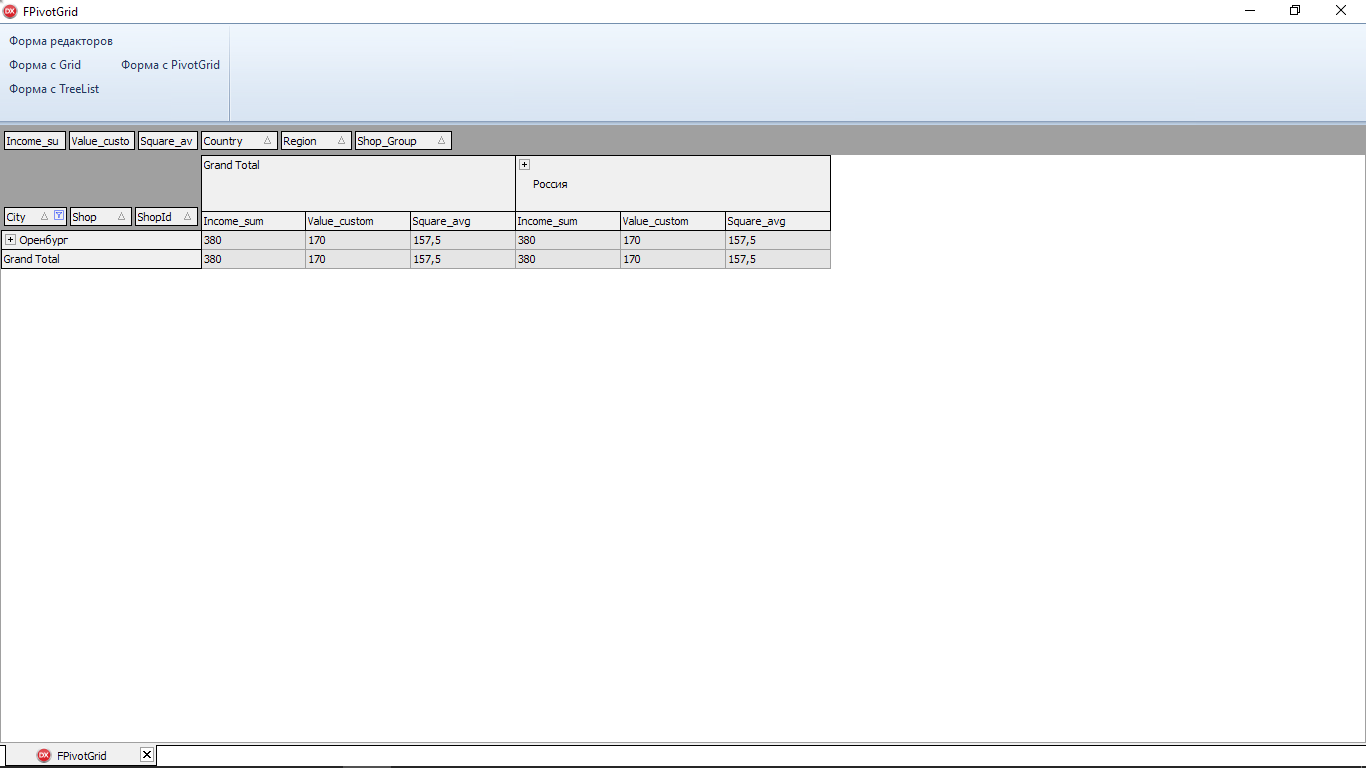 FPivotGrid
Форма редакторов
Форма с Grid Форма с PivotGrid
Форма с TreeList
Income_su Value_custo Square_av Country Region Shop_Group
Grand Total
Россия
City Shop ShopId
Income_sum Value_custom Square_avg Income_sum Value_custom Square_avg
Оренбург 380 170 157,5 380 170 157,5
Grand Total 380 170 157,5 380 170 157,5
FPivotGrid